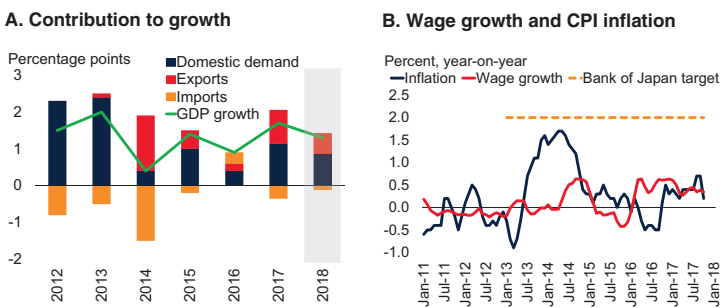 A. Contribution to growth
Percentage points
Domestic demand
Exports
Imports
GDP growth
3
2
1
0
-1
-2
2012
2013
2014
2015
2016
2017
2018
B. Wage growth and CPI inflation
Percent, year-on-year
Inflation
Wage growth
Bank of Japan target
2.5
2.0
1.5
1.0
0.5
0.0
-0.5
-1.0
Jan-11
Jul-11
Jan-12
Jul-12
Jan-13
Jul-13
Jan-14
Jul-14
Jan-15
Jul-15
Jan-16
Jul-16
Jan-17
Jul-17
Jan-18